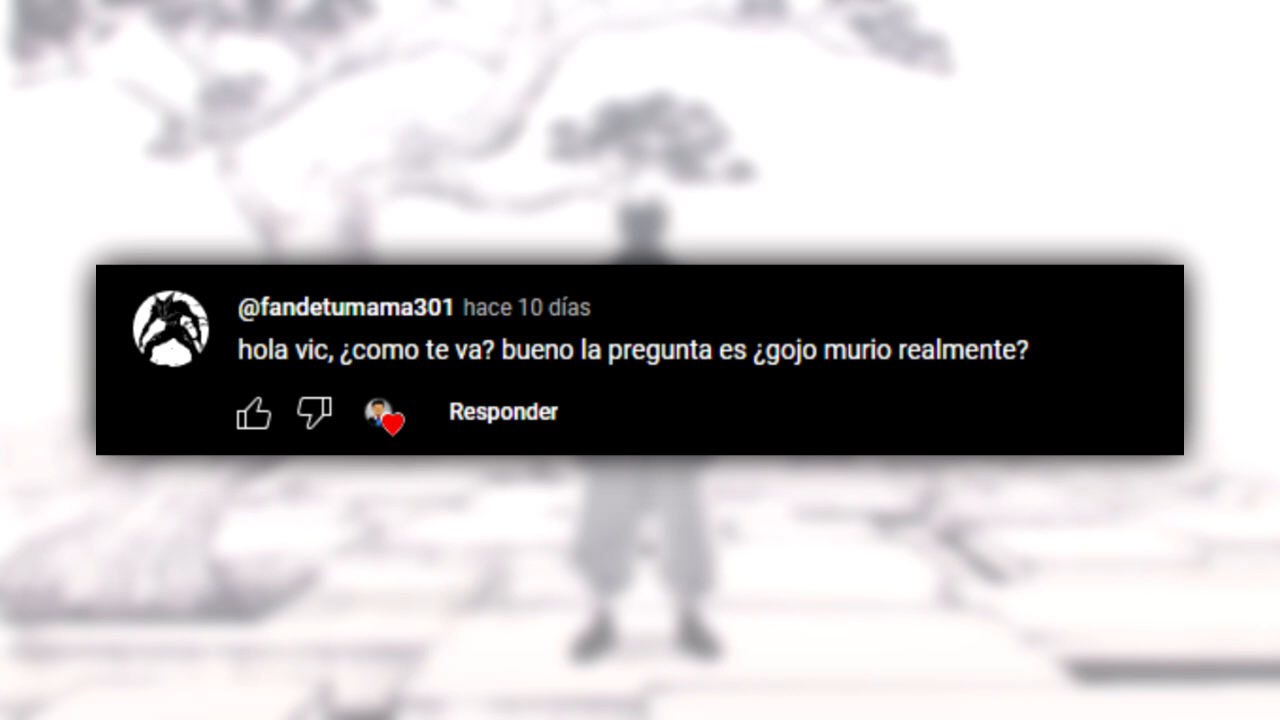 @fandetumama301 hace 10 días
hola vic, ¿como te va? bueno la pregunta es ¿gojo murio realmente?
Responder